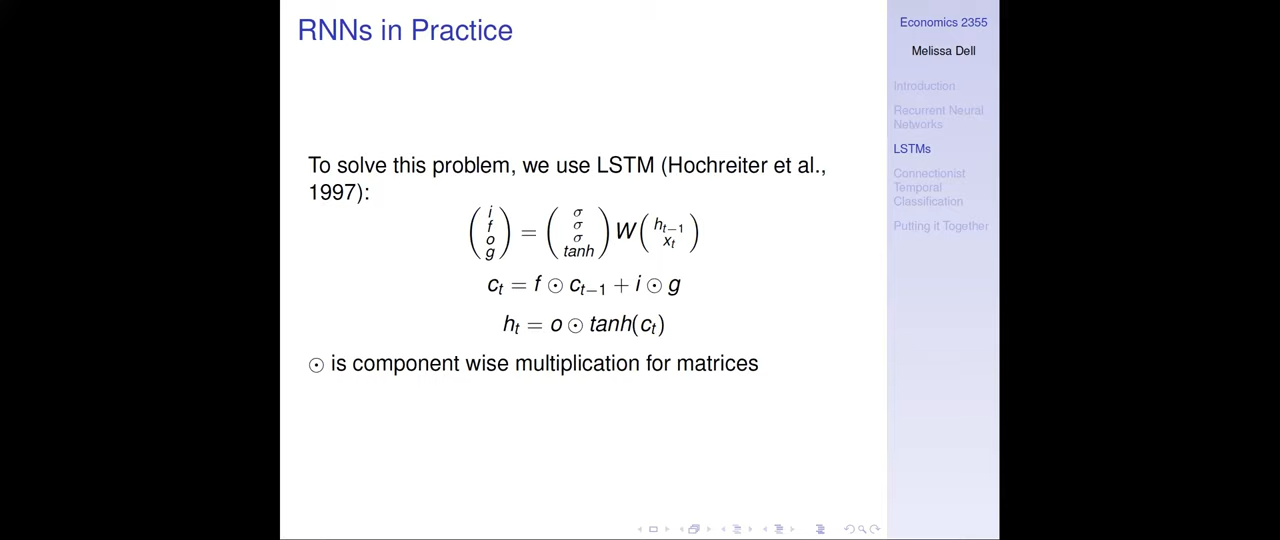 RNNs in Practice
Economics 2355
Melissa Dell
Introduction
Recurrent Neural
Networks
LSTMs
Connectionist
Temporal
Classification
Putting it Together
To solve this problem, we use LSTM (Hochreiter et al.,
1997):
(i f o g) = (σ σ σ tanh) W (h_{t−1} x_t)
c_t = f ⊙ c_{t−1} + i ⊙ g
h_t = o ⊙ tanh(c_t)
⊙ is component wise multiplication for matrices